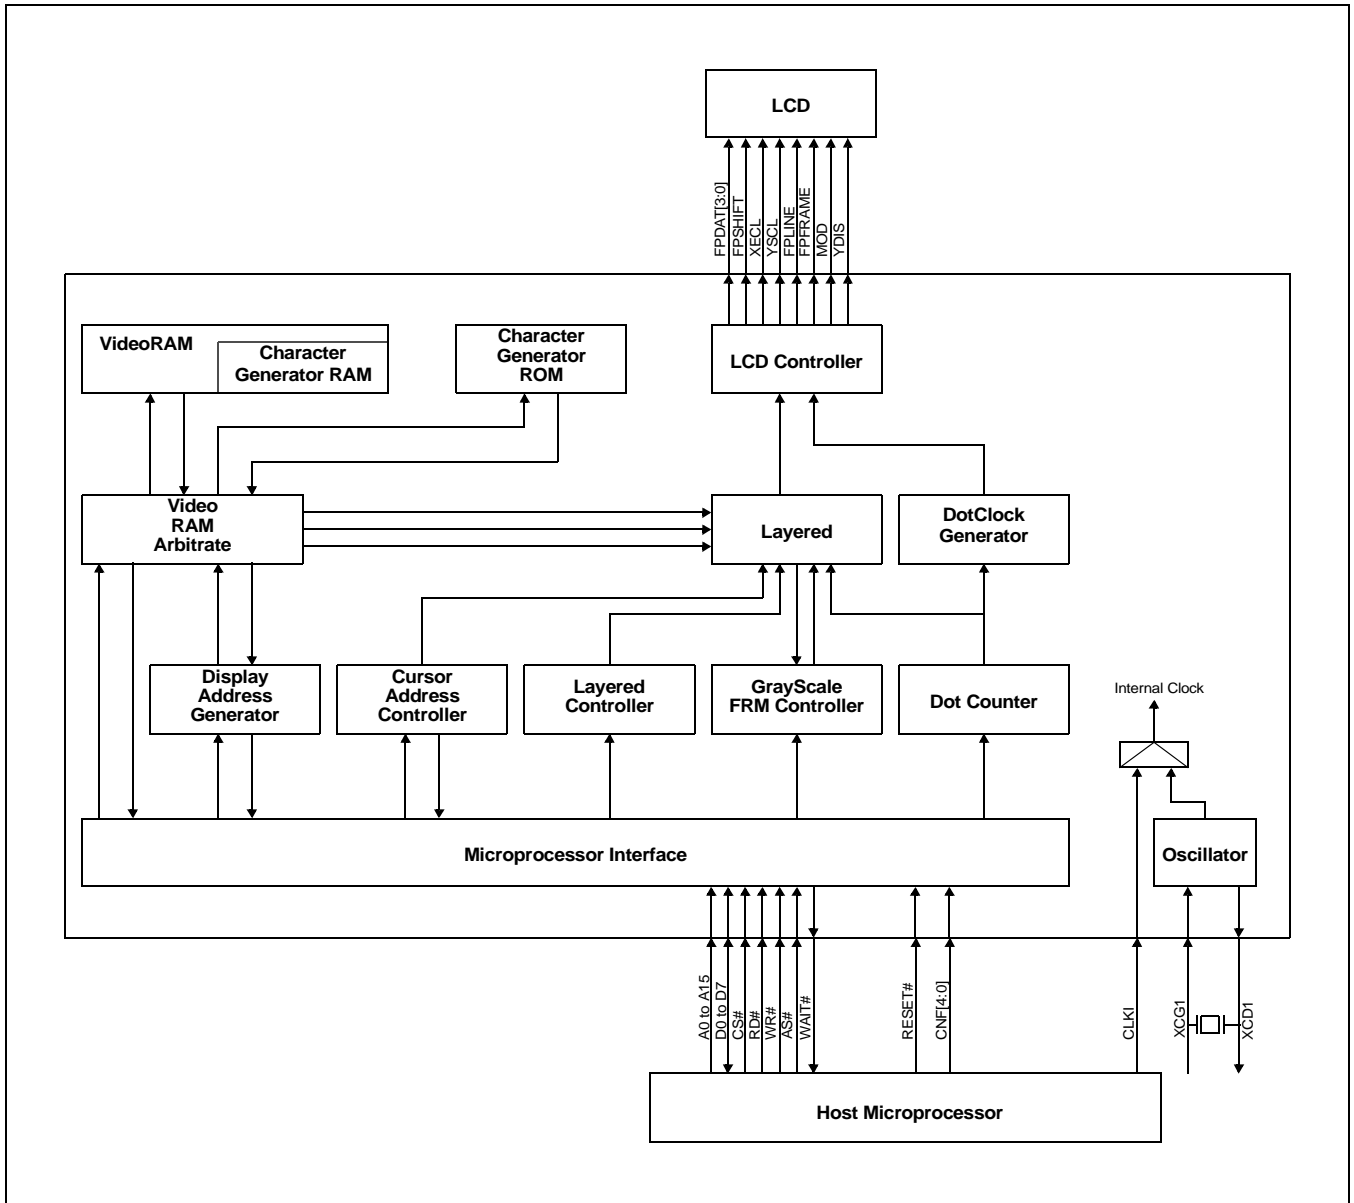 LCD
FPDAT[3:0]
FPSHIFT
XECL
YSCL
FPLINE
FPFRAME
MOD
YDIS
VideoRAM
Character
Generator RAM
Character
Generator
ROM
LCD Controller
Video
RAM
Arbitrate
Layered
DotClock
Generator
Display
Address
Generator
Cursor
Address
Controller
Layered
Controller
GrayScale
FRM Controller
Dot Counter
Internal Clock
Microprocessor Interface
Oscillator
A0 to A15
D0 to D7
CS#
RD#
WR#
AS#
WAIT#
RESET#
CNF[4:0]
CLKI
XCG1
XCD1
Host Microprocessor